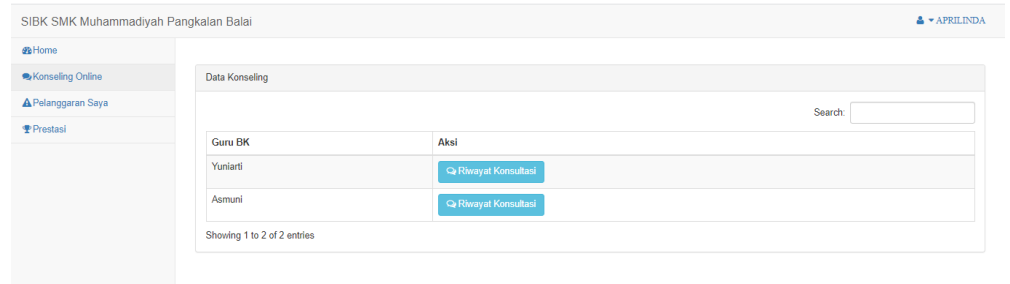 SIBK SMK Muhammadiyah Pangkalan Balai
APRILINDA
Home
Konseling Online
Pelanggaran Saya
Prestasi
Data Konseling
Search:
Guru BK Aksi
Yuniarti Riwayat Konsultasi
Asmuni Riwayat Konsultasi
Showing 1 to 2 of 2 entries